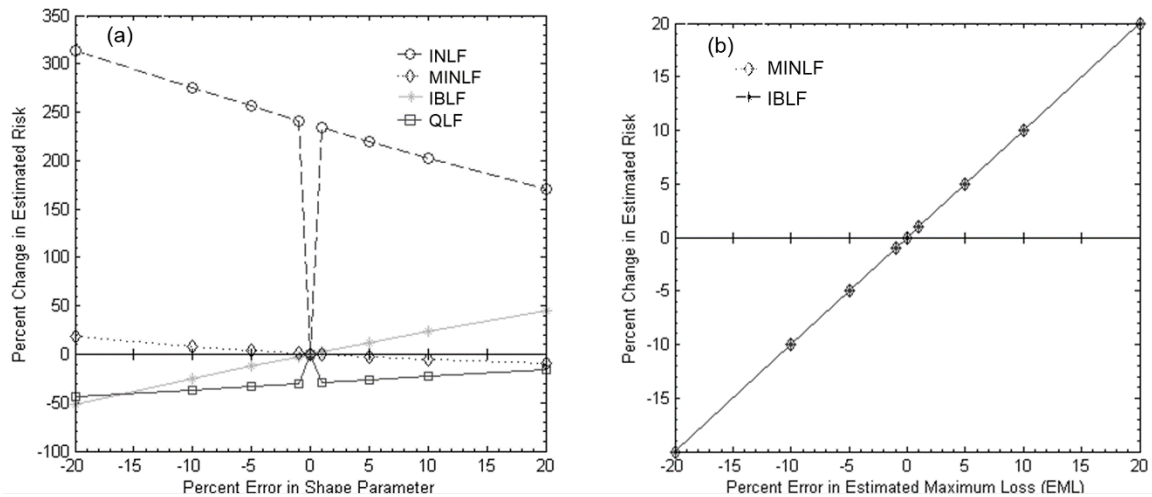 (a)
350
300
250
200
150
100
50
0
-50
-100
Percent Change in Estimated Risk
INLF
MINLF
IBLF
QLF
-20 -15 -10 -5 0 5 10 15 20
Percent Error in Shape Parameter
(b)
20
15
10
5
0
-5
-10
-15
Percent Change in Estimated Risk
MINLF
IBLF
-20 -15 -10 -5 0 5 10 15 20
Percent Error in Estimated Maximum Loss (EML)